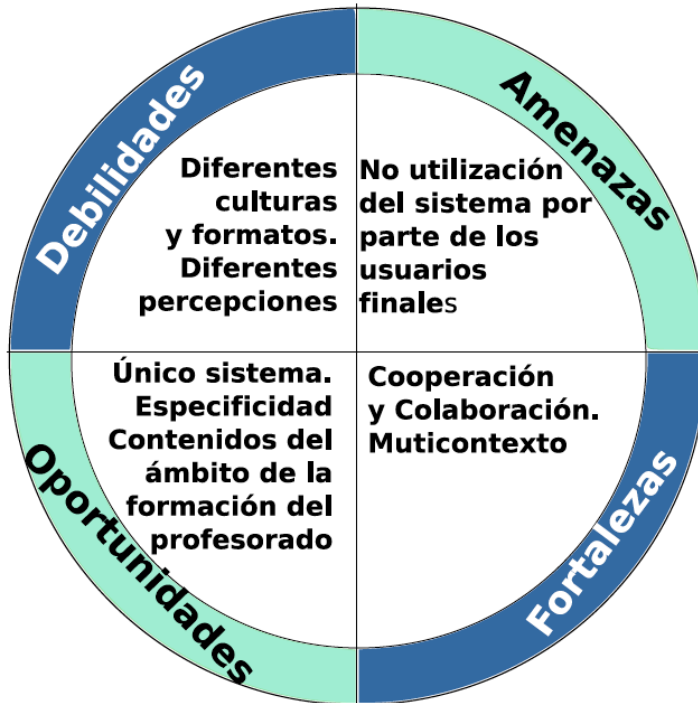 Debilidades
Diferentes
culturas
y formatos.
Diferentes
percepciones
Amenazas
No utilización
del sistema por
parte de los
usuarios
finales
Oportunidades
Único sistema.
Especificidad
Contenidos del
ámbito de la
formación del
profesorado
Fortalezas
Cooperación
y Colaboración.
Muticontexto